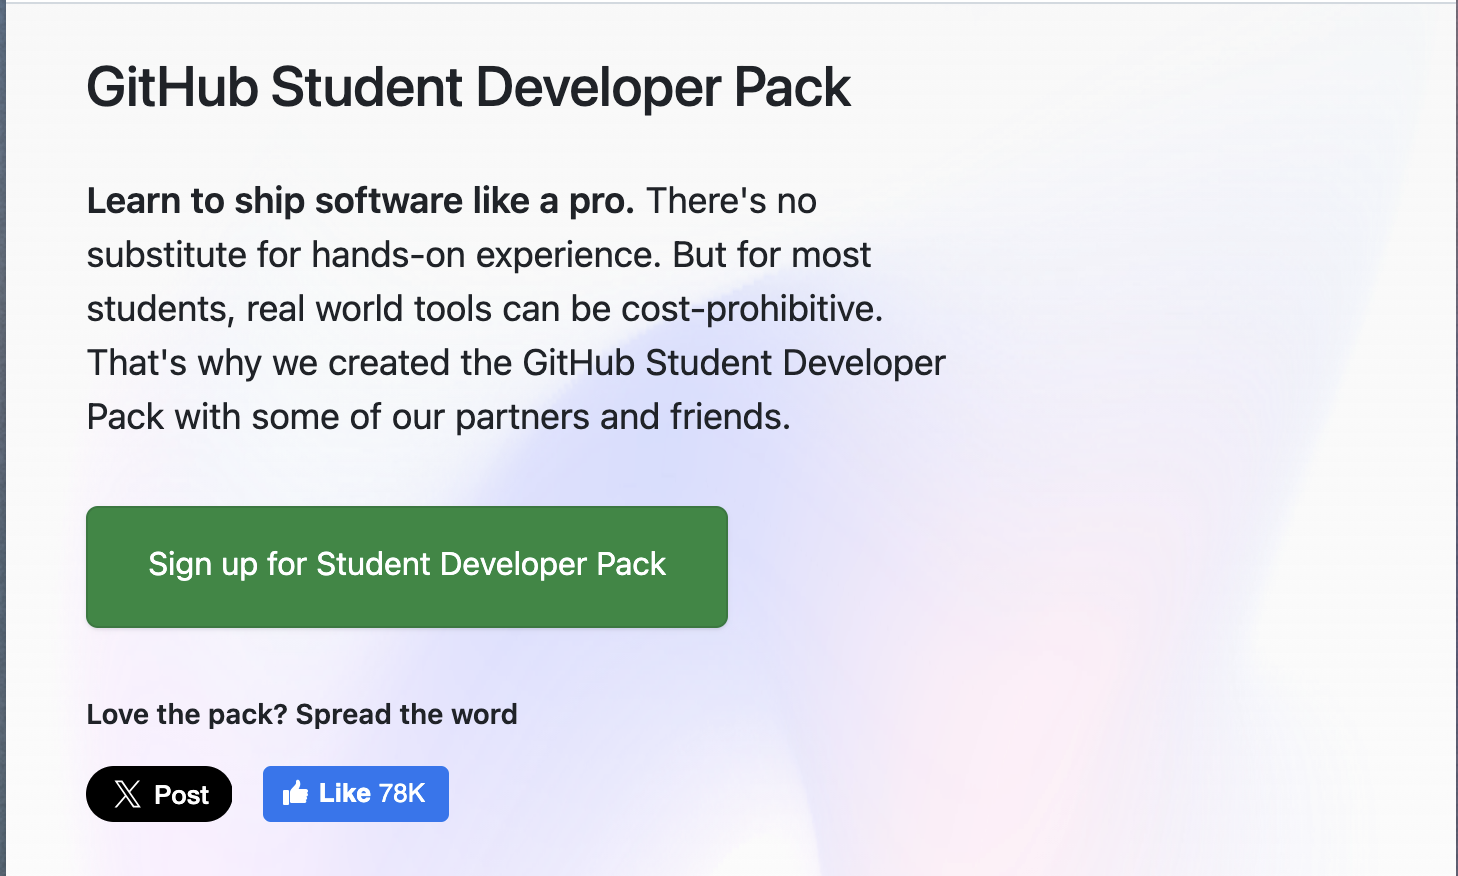 GitHub Student Developer Pack
Learn to ship software like a pro. There's no
substitute for hands-on experience. But for most
students, real world tools can be cost-prohibitive.
That's why we created the GitHub Student Developer
Pack with some of our partners and friends.
Sign up for Student Developer Pack
Love the pack? Spread the word
Post
Like 78K